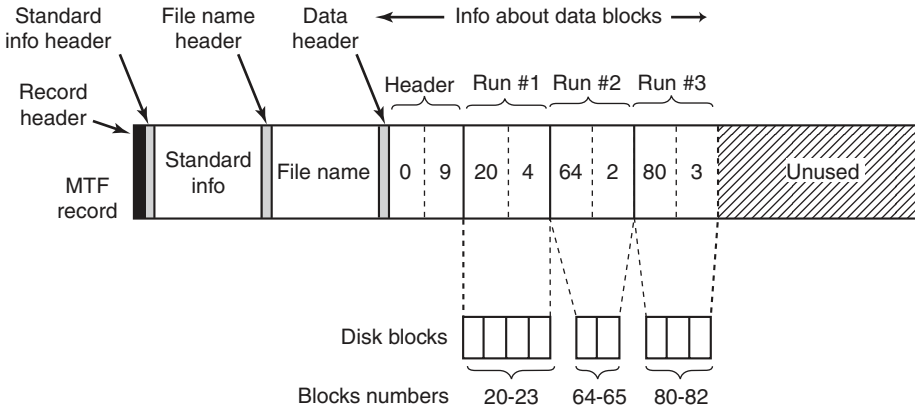 Standard
info header
File name
header
Data
header
Info about data blocks
Record
header
Header
Run #1
Run #2
Run #3
MTF
record
Standard
info
File name
0 9 20 4 64 2 80 3
Unused
Disk blocks
Blocks numbers 20-23 64-65 80-82